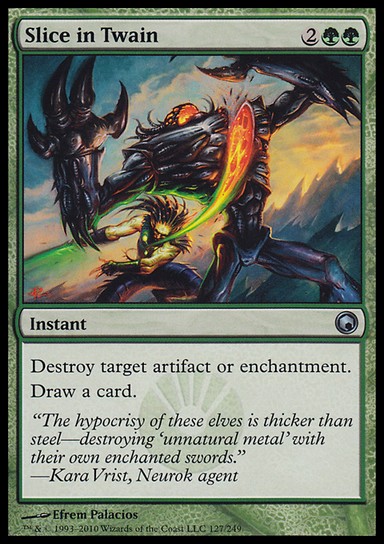 Slice in Twain 2
Instant
Destroy target artifact or enchantment.
Draw a card.
“The hypocrisy of these elves is thicker than
steel—destroying ‘unnatural metal’ with
their own enchanted swords.”
—Kara Vrist, Neurok agent
Efrem Palacios
™ & © 1993–2010 Wizards of the Coast LLC 127/249